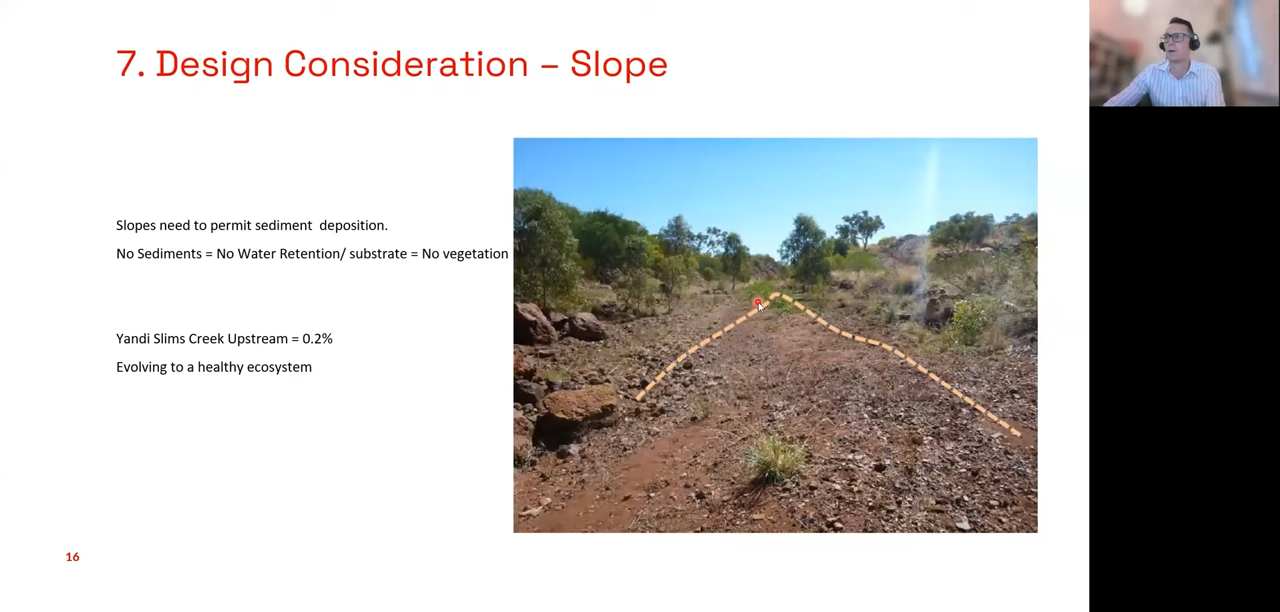 7. Design Consideration – Slope
Slopes need to permit sediment  deposition.
No Sediments = No Water Retention/ substrate = No vegetation
Yandi Slims Creek Upstream = 0.2%
Evolving to a healthy ecosystem
16